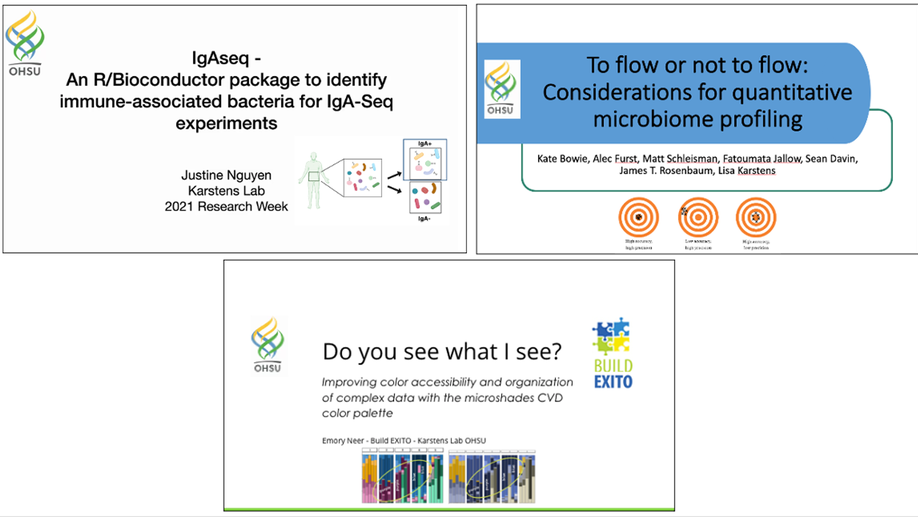 OHSU
IgAseq -
An R/Bioconductor package to identify
immune-associated bacteria for IgA-Seq
experiments
Justine Nguyen
Karstens Lab
2021 Research Week
IgA+
IgA-
OHSU
To flow or not to flow:
Considerations for quantitative
microbiome profiling
Kate Bowie, Alec Furst, Matt Schleisman, Fatoumata Jallow, Sean Davin,
James T. Rosenbaum, Lisa Karstens
High accuracy,
high precision
Low accuracy,
high precision
High accuracy,
low precision
OHSU
Do you see what I see?
Improving color accessibility and organization
of complex data with the microshades CVD
color palette
Emory Neer - Build EXITO - Karstens Lab OHSU
BUILD
EXITO